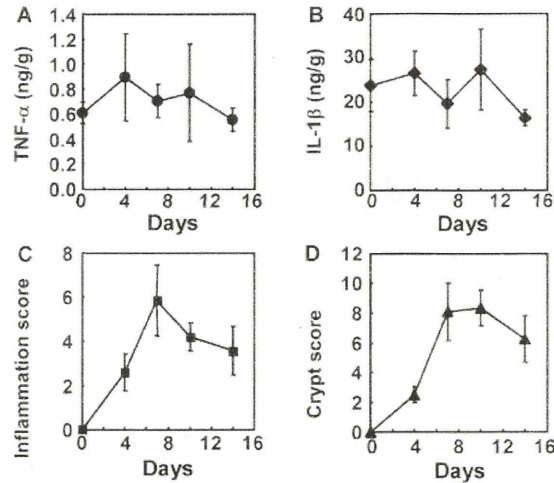 A
TNF-α (ng/g)
1.4
1.2
1.0
0.8
0.6
0.4
0.2
0.0
0 4 8 12 16
Days
B
IL-1β (ng/g)
40
30
20
10
0
0 4 8 12 16
Days
C
Inflammation score
8
6
4
2
0
0 4 8 12 16
Days
D
Crypt score
12
10
8
6
4
2
0
0 4 8 12 16
Days